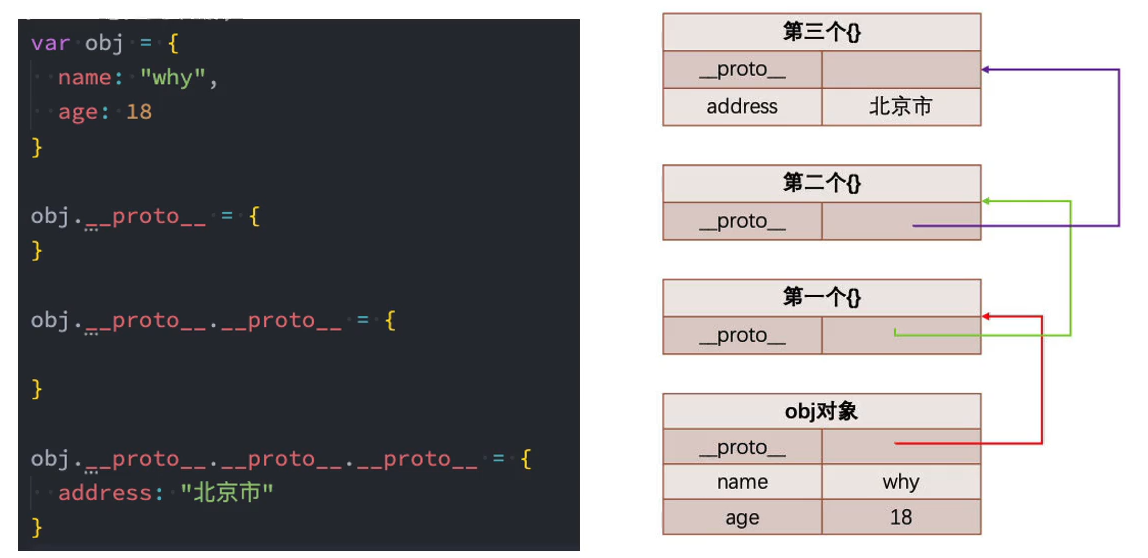 var obj = {
name: "why",
age: 18
}
obj.__proto__ = {
}
obj.__proto__.__proto__ = {
}
obj.__proto__.__proto__.__proto__ = {
address: "北京市"
}
第三个{}
__proto__
address 北京市
第二个{}
__proto__
第一个{}
__proto__
obj对象
__proto__
name why
age 18